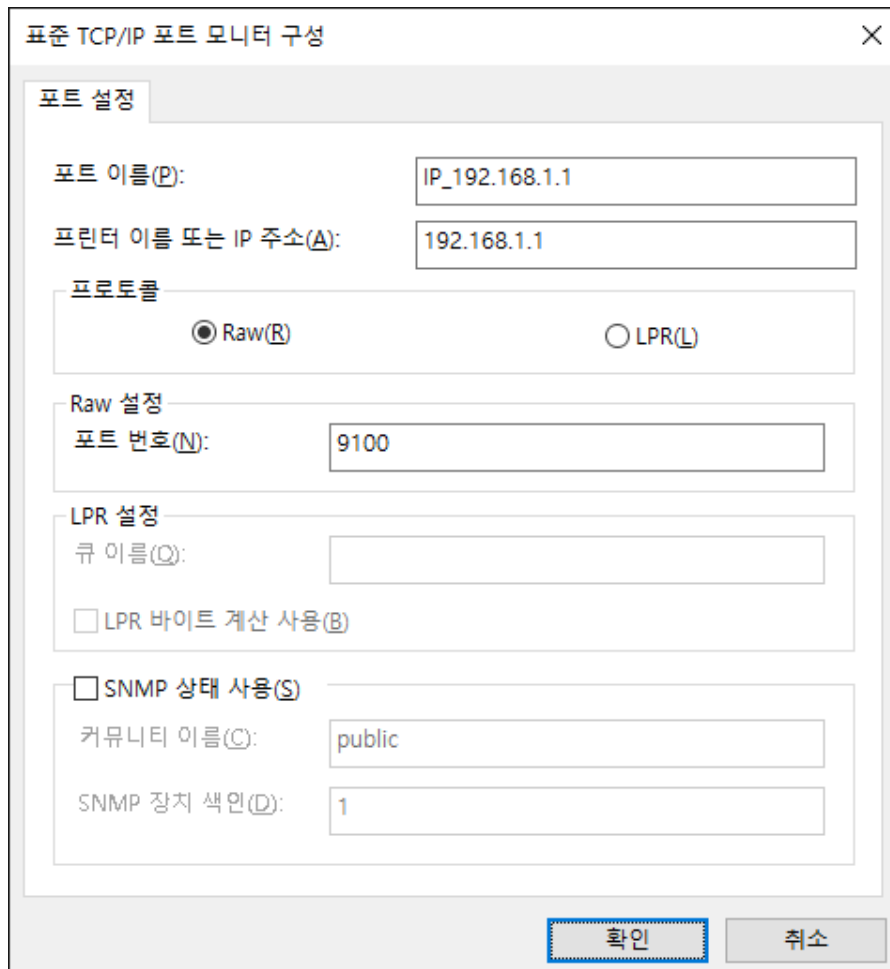 표준 TCP/IP 포트 모니터 구성
포트 설정
포트 이름(P): IP_192.168.1.1
프린터 이름 또는 IP 주소(A): 192.168.1.1
프로토콜
Raw(R) LPR(L)
Raw 설정
포트 번호(N): 9100
LPR 설정
큐 이름(Q):
LPR 바이트 계산 사용(B)
SNMP 상태 사용(S)
커뮤니티 이름(C): public
SNMP 장치 색인(D): 1
확인 취소